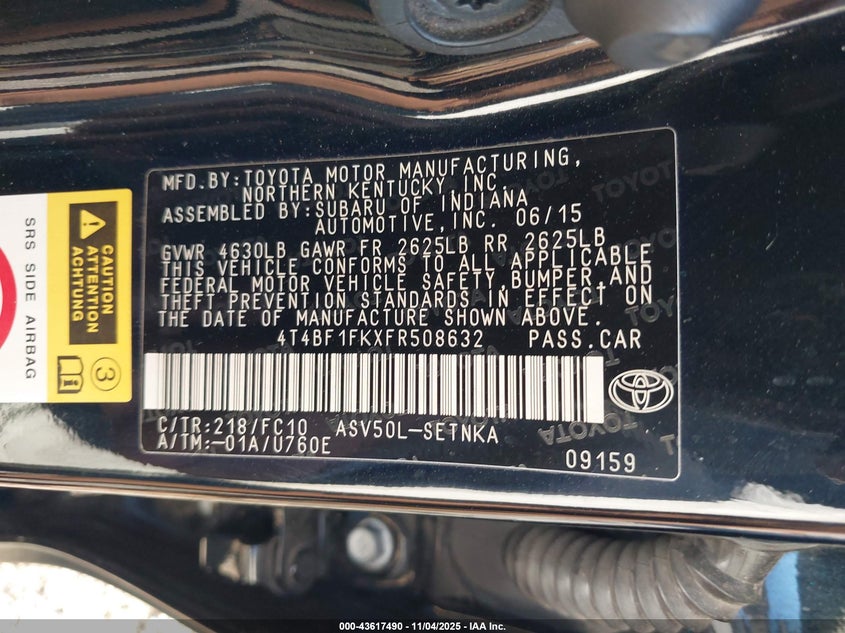 MFD.BY:TOYOTA MOTOR MANUFACTURING,
NORTHERN KENTUCKY, INC.
ASSEMBLED BY:SUBARU OF INDIANA
AUTOMOTIVE, INC. 06/15
GVWR 4630LB GAWR FR 2625LB RR 2625LB
THIS VEHICLE CONFORMS TO ALL APPLICABLE
FEDERAL MOTOR VEHICLE SAFETY, BUMPER, AND
THEFT PREVENTION STANDARDS IN EFFECT ON
THE DATE OF MANUFACTURE SHOWN ABOVE.
4T4BF1FKXFR508632 PASS.CAR
C/TR:218/FC10 ASV50L-SETNKA
A/TM:-01A/U760E
09159
SRS SIDE AIRBAG
CAUTION
ATTENTION
ACHTUNG
3
000-43617490 - 11/04/2025 - IAA Inc.